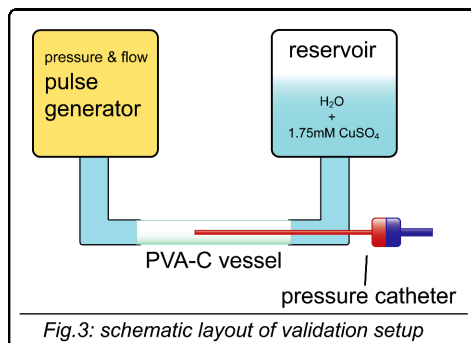 pressure & flow
pulse
generator
reservoir
H₂O
+
1.75mM CuSO₄
PVA-C vessel
pressure catheter
Fig.3: schematic layout of validation setup